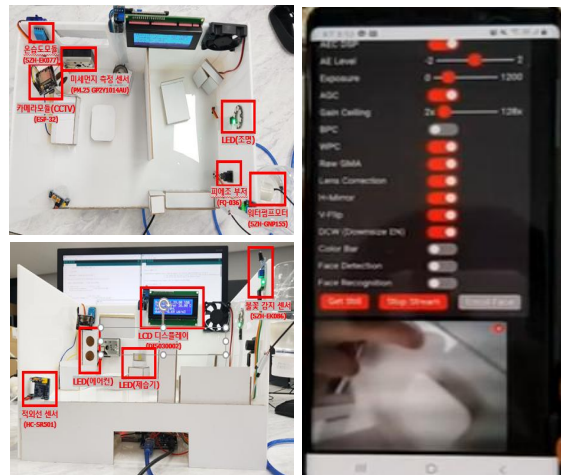 온습도모듈
(SZH-EK077)
미세먼지 측정 센서
(PM.25 GP2Y1014AU)
카메라모듈(CCTV)
(ESP-32)
LED(조명)
피에조 부저
(FQ-036)
워터펌프모터
(SZH-GNP155)
불꽃 감지 센서
(SZH-EK086)
LCD 디스플레이
(DIS030002)
LED(에어컨)
LED(제습기)
적외선 센서
(HC-SR501)
AEC DSP
AE Level -2 2
Exposure 0 1200
AGC
Gain Ceiling 2x 128x
BPC
WPC
Raw GMA
Lens Correction
H-Mirror
V-Flip
DCW (Downsize EN)
Color Bar
Face Detection
Face Recognition
Get Still Stop Stream Enroll Face